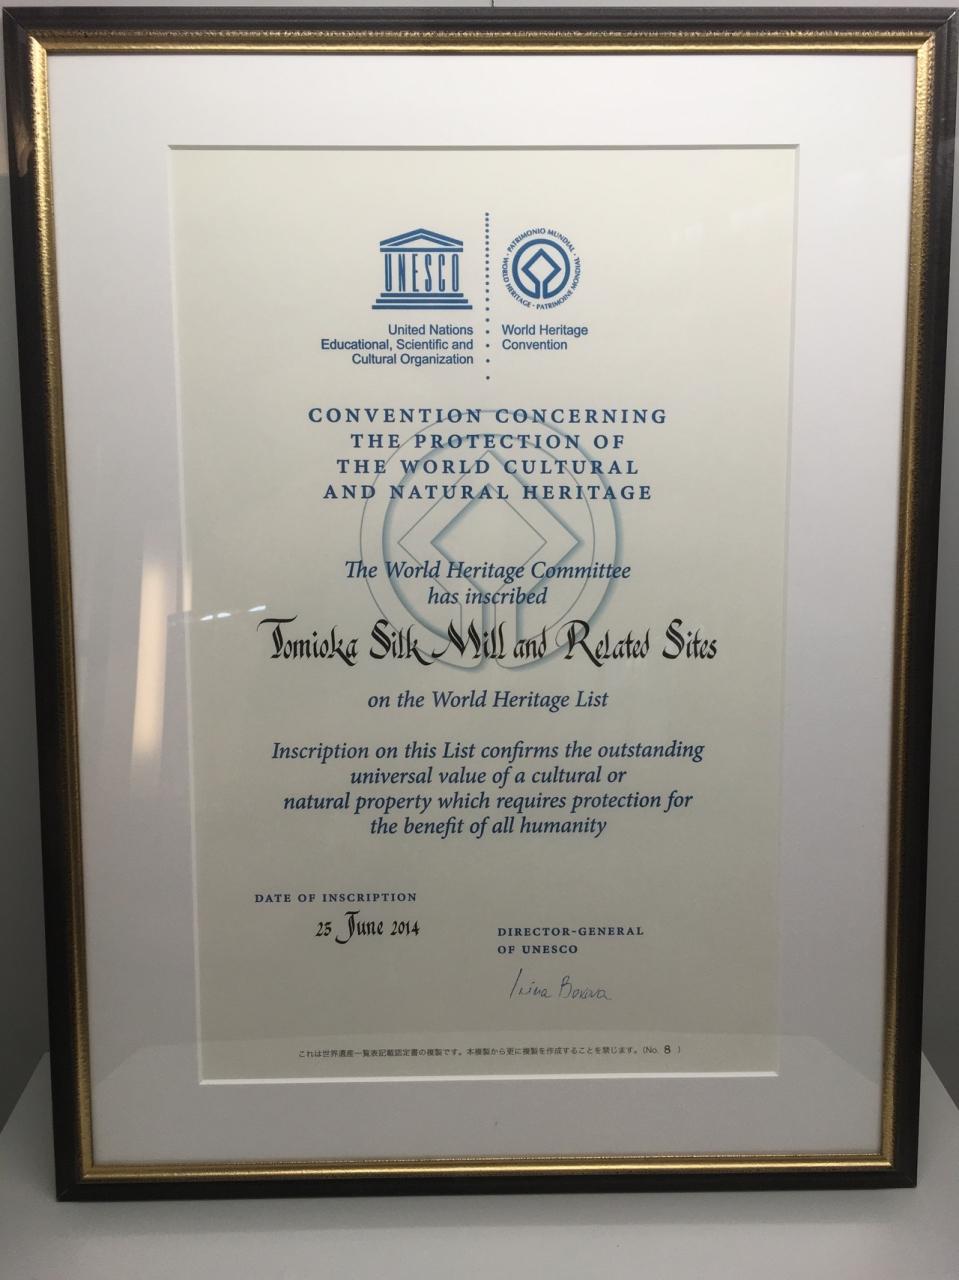 UNESCO
United Nations
Educational, Scientific and
Cultural Organization
PATRIMONIO MUNDIAL • WORLD HERITAGE • PATRIMOINE MONDIAL •
World Heritage
Convention
CONVENTION CONCERNING
THE PROTECTION OF
THE WORLD CULTURAL
AND NATURAL HERITAGE
The World Heritage Committee
has inscribed
Tomioka Silk Mill and Related Sites
on the World Heritage List
Inscription on this List confirms the outstanding
universal value of a cultural or
natural property which requires protection for
the benefit of all humanity
DATE OF INSCRIPTION
25 June 2014
DIRECTOR-GENERAL
OF UNESCO
Irina Bokova
これは世界遺産一覧表記載認定書の複製です。本複製から更に複製を作成することを禁じます。(No. 8 )